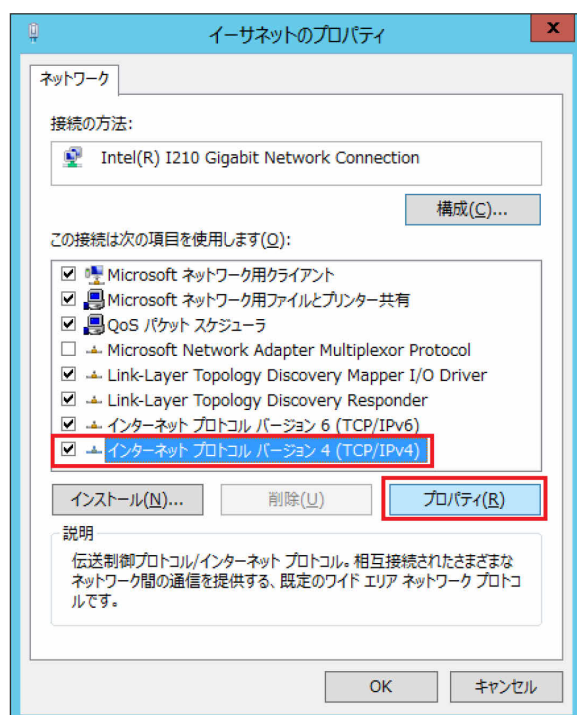 イーサネットのプロパティ
x
ネットワーク
接続の方法:
Intel(R) I210 Gigabit Network Connection
構成(C)...
この接続は次の項目を使用します(O):
Microsoft ネットワーク用クライアント
Microsoft ネットワーク用ファイルとプリンター共有
QoS パケット スケジューラ
Microsoft Network Adapter Multiplexor Protocol
Link-Layer Topology Discovery Mapper I/O Driver
Link-Layer Topology Discovery Responder
インターネット プロトコル バージョン 6 (TCP/IPv6)
インターネット プロトコル バージョン 4 (TCP/IPv4)
インストール(N)...
削除(U)
プロパティ(R)
説明
伝送制御プロトコル/インターネット プロトコル。相互接続されたさまざまな
ネットワーク間の通信を提供する、既定のワイド エリア ネットワーク プロトコ
ルです。
OK
キャンセル